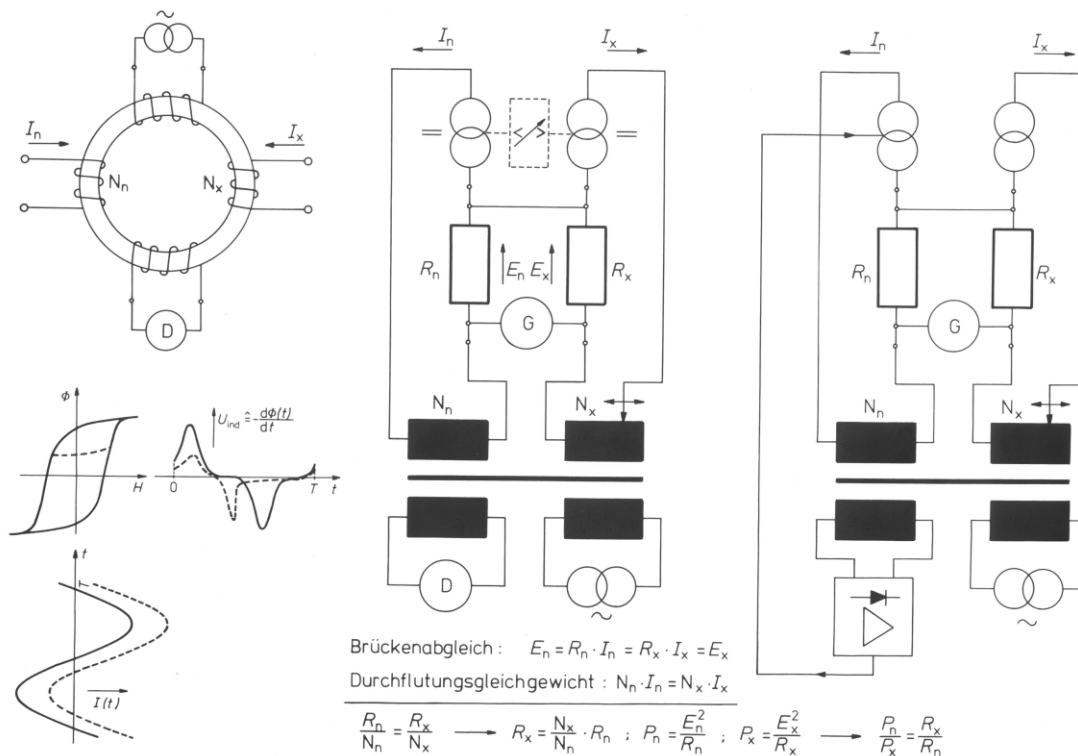 ~
I_n
I_x
N_n
N_x
D
Φ
H
U_ind ≙ -dΦ(t)/dt
0
T
t
t
T
I(t)
I_n
I_x
=
=
R_n
E_n
E_x
R_x
G
N_n
N_x
D
~
I_n
I_x
R_n
R_x
G
N_n
N_x
~
Brückenabgleich : E_n = R_n · I_n = R_x · I_x = E_x
Durchflutungsgleichgewicht : N_n · I_n = N_x · I_x
R_n/N_n = R_x/N_x → R_x = N_x/N_n · R_n ; P_n = E_n²/R_n ; P_x = E_x²/R_x → P_n/P_x = R_x/R_n